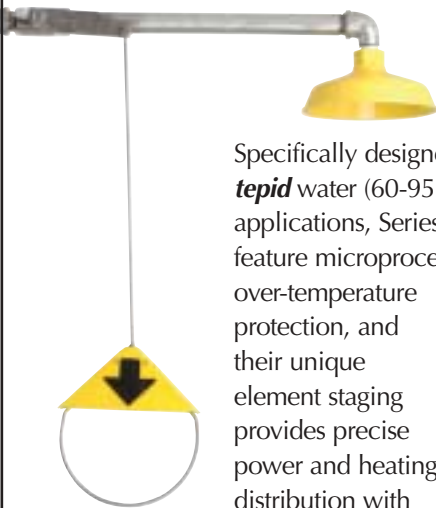 Specifically designe
tepid water (60-95
applications, Series
feature microproce
over-temperature
protection, and
their unique
element staging
provides precise
power and heating
distribution with